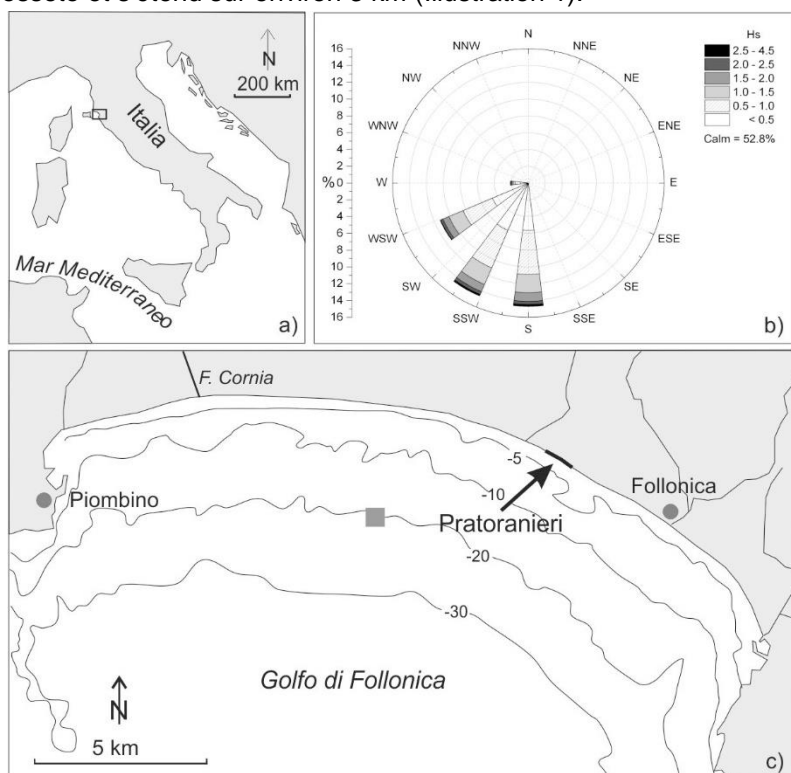 N
200 km
Italia
Mar Mediterraneo
a)
16
14
12
10
8
6
4
2
%0
2
4
6
8
10
12
14
16
N
NNE
NE
ENE
E
ESE
SE
SSE
S
SSW
SW
WSW
W
WNW
NW
NNW
Hs
2.5 - 4.5
2.0 - 2.5
1.5 - 2.0
1.0 - 1.5
0.5 - 1.0
< 0.5
Calm = 52.8%
b)
F. Cornia
Piombino
-5
-10
Follonica
Pratoranieri
-20
-30
Golfo di Follonica
N
5 km
c)